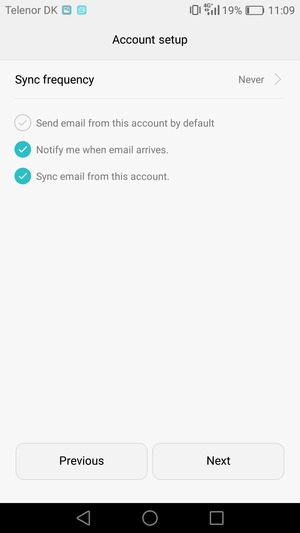 Telenor DK 4G 19% 11:09
Account setup
Sync frequency Never
Send email from this account by default
Notify me when email arrives.
Sync email from this account.
Previous Next